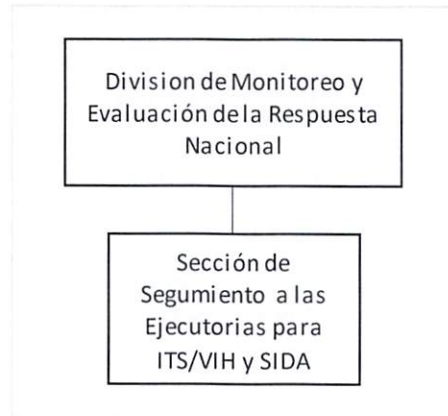 Division de Monitoreo y
Evaluación de la Respuesta
Nacional
Sección de
Segumiento a las
Ejecutorias para
ITS/VIH y SIDA